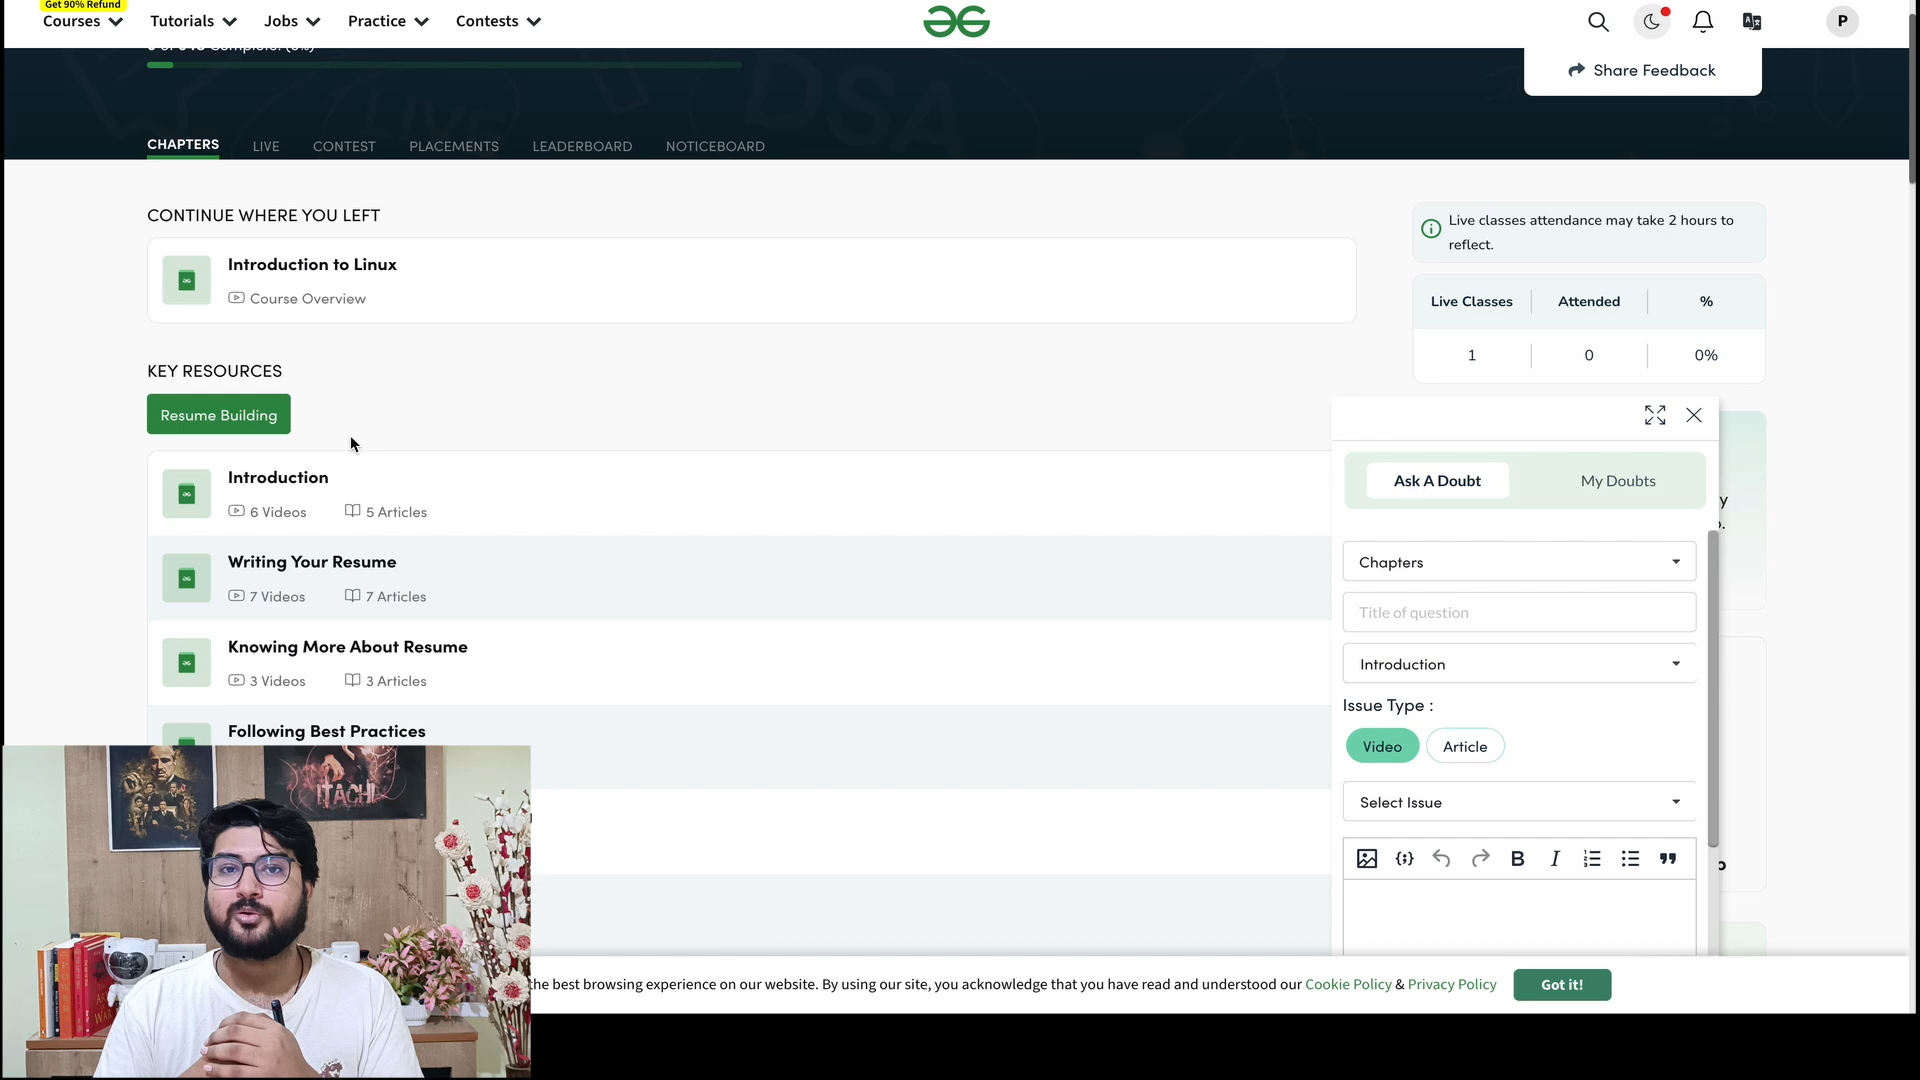 Get 90% Refund
Courses
Tutorials
Jobs
Practice
Contests
P
Share Feedback
LIVE
DSA
CHAPTERS
LIVE
CONTEST
PLACEMENTS
LEADERBOARD
NOTICEBOARD
CONTINUE WHERE YOU LEFT
Introduction to Linux
Course Overview
Live classes attendance may take 2 hours to
reflect.
Live Classes
Attended
%
1
0
0%
KEY RESOURCES
Resume Building
Introduction
6 Videos
5 Articles
Writing Your Resume
7 Videos
7 Articles
Knowing More About Resume
3 Videos
3 Articles
Following Best Practices
Ask A Doubt
My Doubts
Chapters
Title of question
Introduction
Issue Type :
Video
Article
Select Issue
B
I
ITACHI
the best browsing experience on our website. By using our site, you acknowledge that you have read and understood our Cookie Policy & Privacy Policy
Got it!